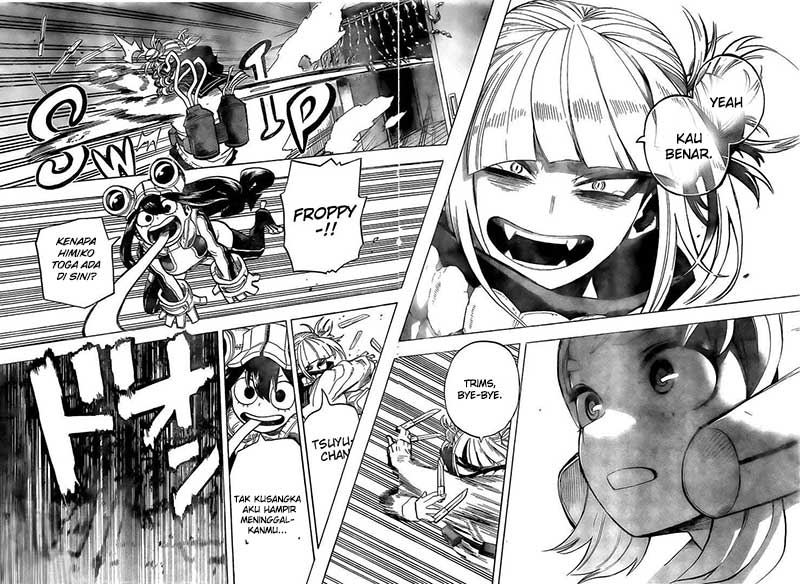 YEAH
KAU
BENAR.
TRIMS,
BYE-BYE.
SWIIP
FROPPY
-!!
KENAPA
HIMIKO
TOGA ADA
DI SINI?
TSUYU-
CHAN
TAK KUSANGKA
AKU HAMPIR
MENINGGAL-
KANMU...
ドオン